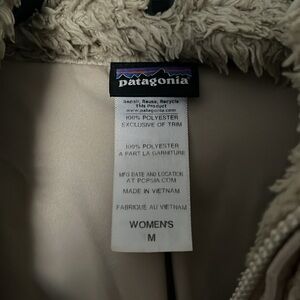 patagonia
Repair, Reuse, Recycle
This Product
www.patagonia.com
100% POLYESTER
EXCLUSIVE OF TRIM
100% POLYESTER
A PART LA GARNITURE
MFG DATE AND LOCATION
AT PCPSIA.COM
MADE IN VIETNAM
FABRIQUE AU VIETNAM
WOMEN'S
M